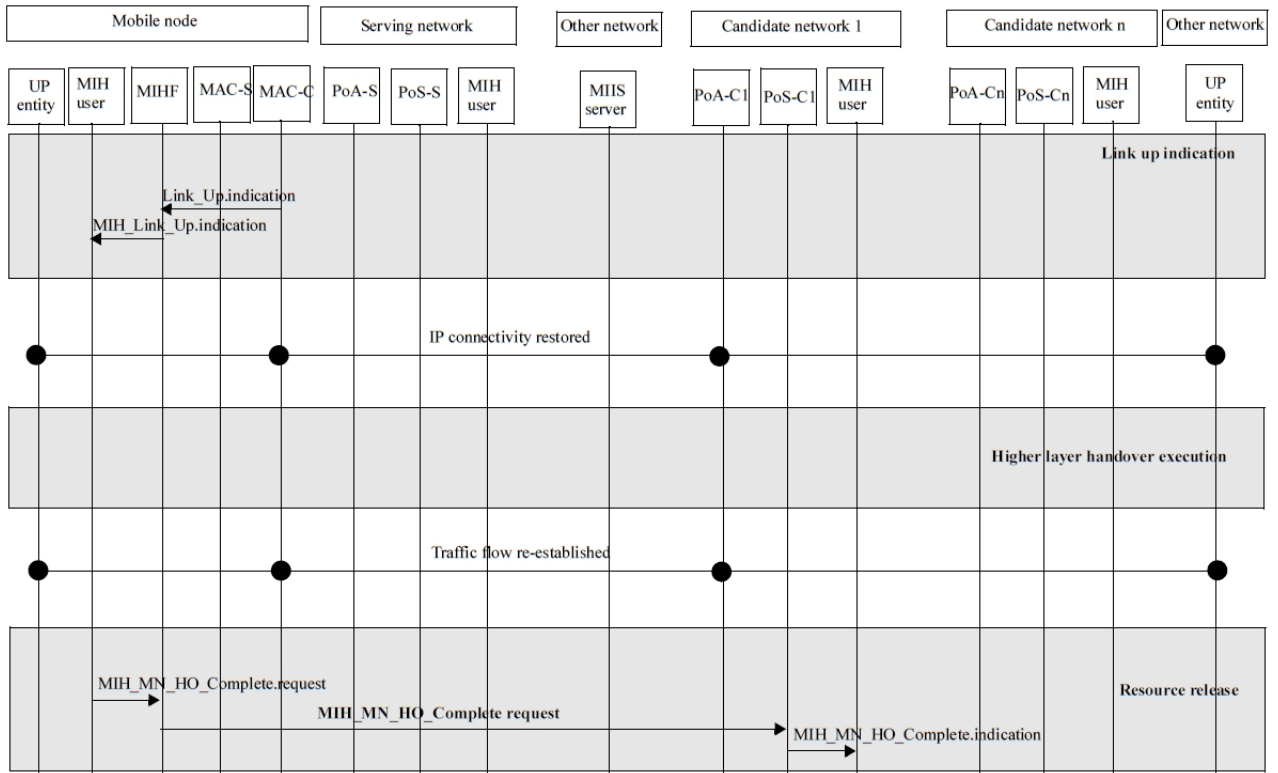 Mobile node
Serving network
Other network
Candidate network 1
Candidate network n
Other network
UP
entity
MIH
user
MIHF
MAC-S
MAC-C
PoA-S
PoS-S
MIH
user
MIIS
server
PoA-C1
PoS-C1
MIH
user
PoA-Cn
PoS-Cn
MIH
user
UP
entity
Link up indication
Link_Up.indication
MIH_Link_Up.indication
IP connectivity restored
Higher layer handover execution
Traffic flow re-established
MIH_MN_HO_Complete.request
Resource release
MIH_MN_HO_Complete request
MIH_MN_HO_Complete.indication